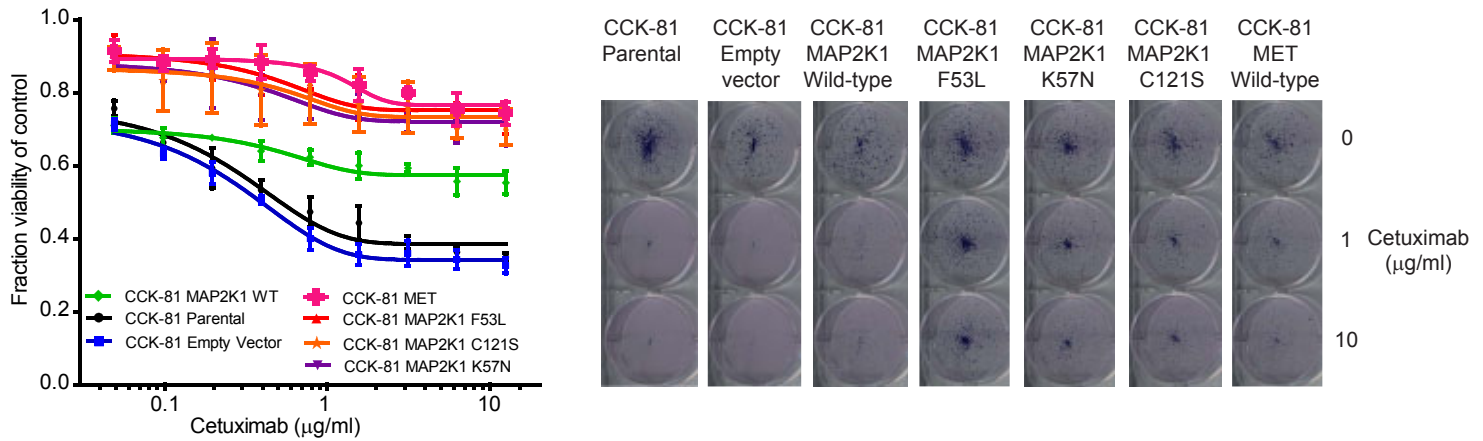 Fraction viability of control
1.0
0.8
0.6
0.4
0.2
0.0
CCK-81 MAP2K1 WT
CCK-81 Parental
CCK-81 Empty Vector
CCK-81 MET
CCK-81 MAP2K1 F53L
CCK-81 MAP2K1 C121S
CCK-81 MAP2K1 K57N
0.1
1
10
Cetuximab (μg/ml)
CCK-81
Parental
CCK-81
Empty
vector
CCK-81
MAP2K1
Wild-type
CCK-81
MAP2K1
F53L
CCK-81
MAP2K1
K57N
CCK-81
MAP2K1
C121S
CCK-81
MET
Wild-type
0
1
10
Cetuximab
(μg/ml)